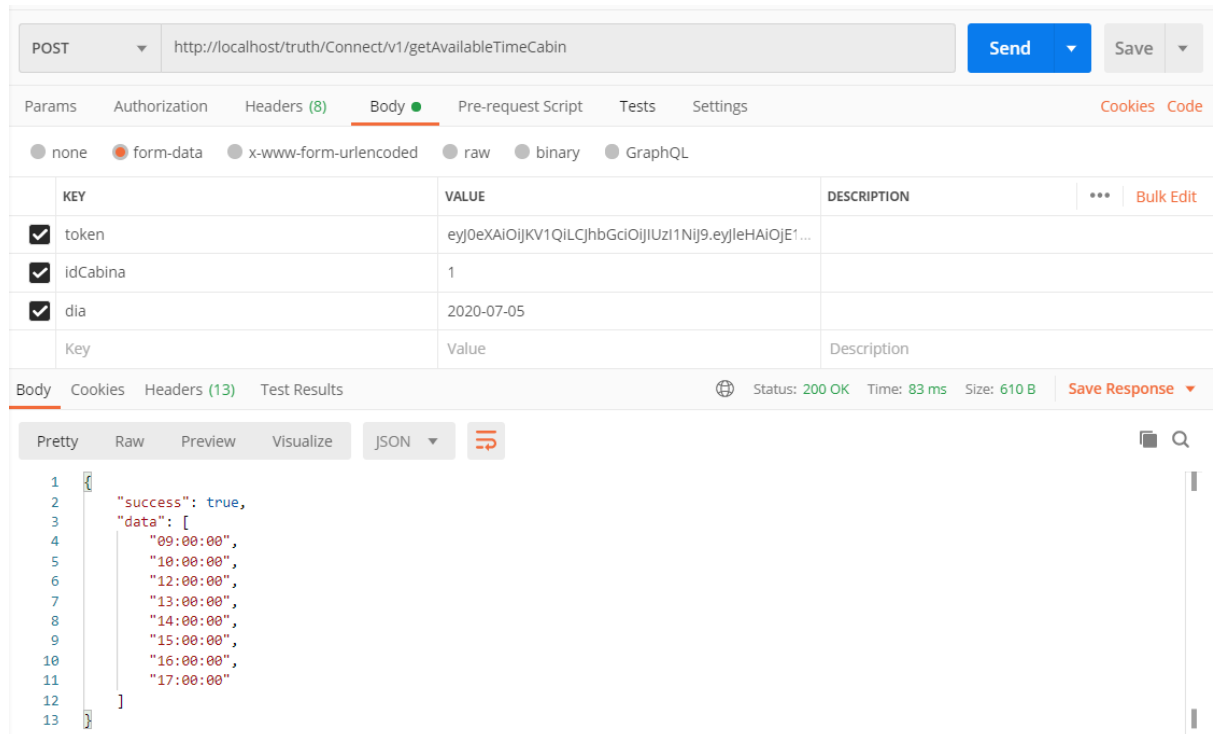 POST http://localhost/truth/Connect/v1/getAvailableTimeCabin Send Save
Params Authorization Headers (8) Body Pre-request Script Tests Settings Cookies Code
none form-data x-www-form-urlencoded raw binary GraphQL
KEY VALUE DESCRIPTION ••• Bulk Edit
token eyJ0eXAiOiJKV1QiLCJhbGciOiJIUzI1NiJ9.eyJleHAiOjE1...
idCabina 1
dia 2020-07-05
Key Value Description
Body Cookies Headers (13) Test Results Status: 200 OK Time: 83 ms Size: 610 B Save Response
Pretty Raw Preview Visualize JSON
1 {
2 "success": true,
3 "data": [
4 "09:00:00",
5 "10:00:00",
6 "12:00:00",
7 "13:00:00",
8 "14:00:00",
9 "15:00:00",
10 "16:00:00",
11 "17:00:00"
12 ]
13 }